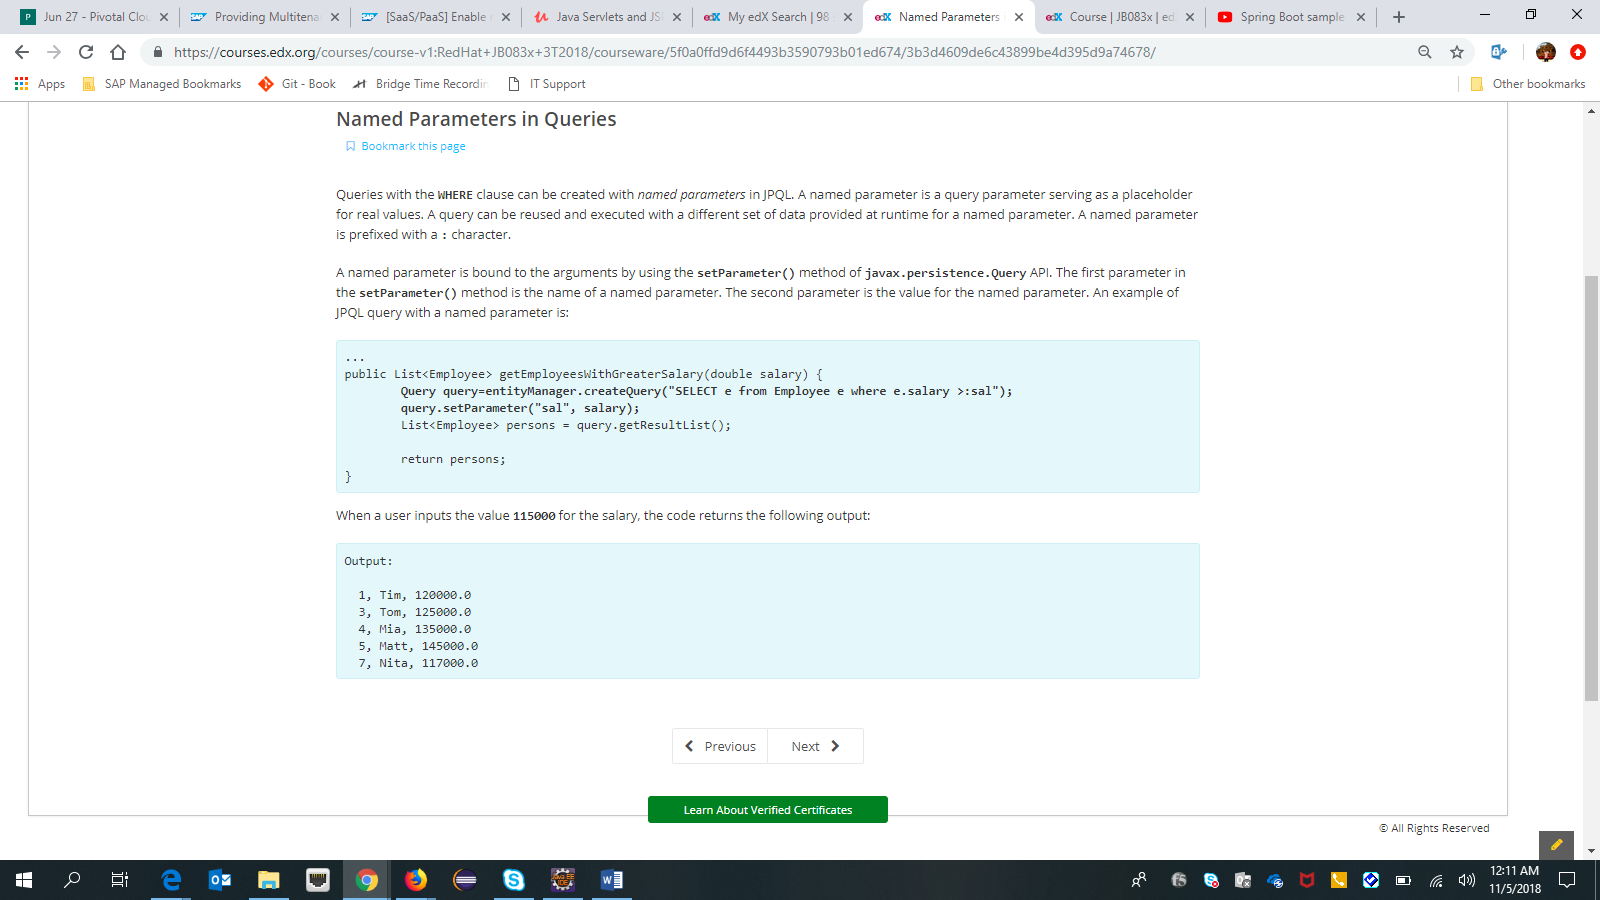 Jun 27 - Pivotal Clou
Providing Multitena
[SaaS/PaaS] Enable
Java Servlets and JS
My edX Search | 98
Named Parameters
Course | JB083x | ed
Spring Boot sample
https://courses.edx.org/courses/course-v1:RedHat+JB083x+3T2018/courseware/5f0a0ffd9d6f4493b3590793b01ed674/3b3d4609de6c43899be4d395d9a74678/
Apps
SAP Managed Bookmarks
Git - Book
Bridge Time Recordin
IT Support
Other bookmarks
Named Parameters in Queries
Bookmark this page
Queries with the WHERE clause can be created with named parameters in JPQL. A named parameter is a query parameter serving as a placeholder
for real values. A query can be reused and executed with a different set of data provided at runtime for a named parameter. A named parameter
is prefixed with a : character.
A named parameter is bound to the arguments by using the setParameter() method of javax.persistence.Query API. The first parameter in
the setParameter() method is the name of a named parameter. The second parameter is the value for the named parameter. An example of
JPQL query with a named parameter is:
...
public List<Employee> getEmployeesWithGreaterSalary(double salary) {
Query query=entityManager.createQuery("SELECT e from Employee e where e.salary >:sal");
query.setParameter("sal", salary);
List<Employee> persons = query.getResultList();
return persons;
}
When a user inputs the value 115000 for the salary, the code returns the following output:
Output:
1, Tim, 120000.0
3, Tom, 125000.0
4, Mia, 135000.0
5, Matt, 145000.0
7, Nita, 117000.0
Previous
Next
Learn About Verified Certificates
© All Rights Reserved
12:11 AM
11/5/2018